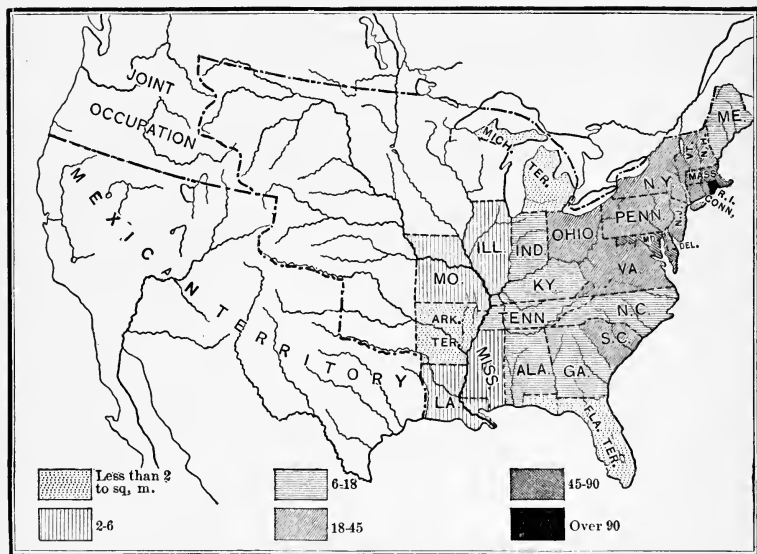 JOINT
OCCUPATION
MEXICAN TERRITORY
MICH.
TER.
ME.
VT.
N.H.
MASS.
R.I.
CONN.
N.Y.
PENN.
N.J.
DEL.
MD.
OHIO
IND.
ILL.
MO.
KY.
VA.
TENN.
N.C.
S.C.
ARK.
TER.
MISS.
ALA.
GA.
LA.
FLA. TER.
Less than 2
to sq, m.
2-6
6-18
18-45
45-90
Over 90